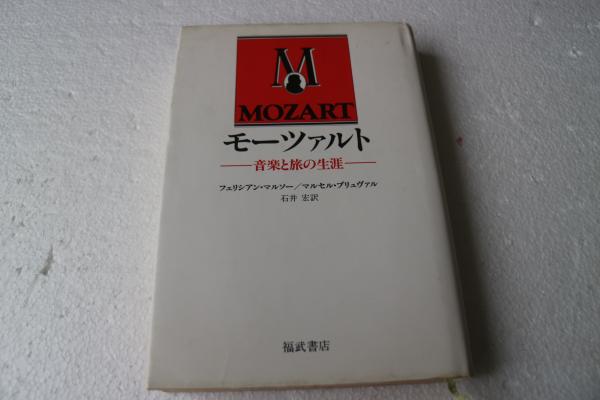 M
MOZART
モーツァルト
──音楽と旅の生涯──
フェリシアン・マルソー／マルセル・ブリュヴァル
石井 宏訳
福武書店